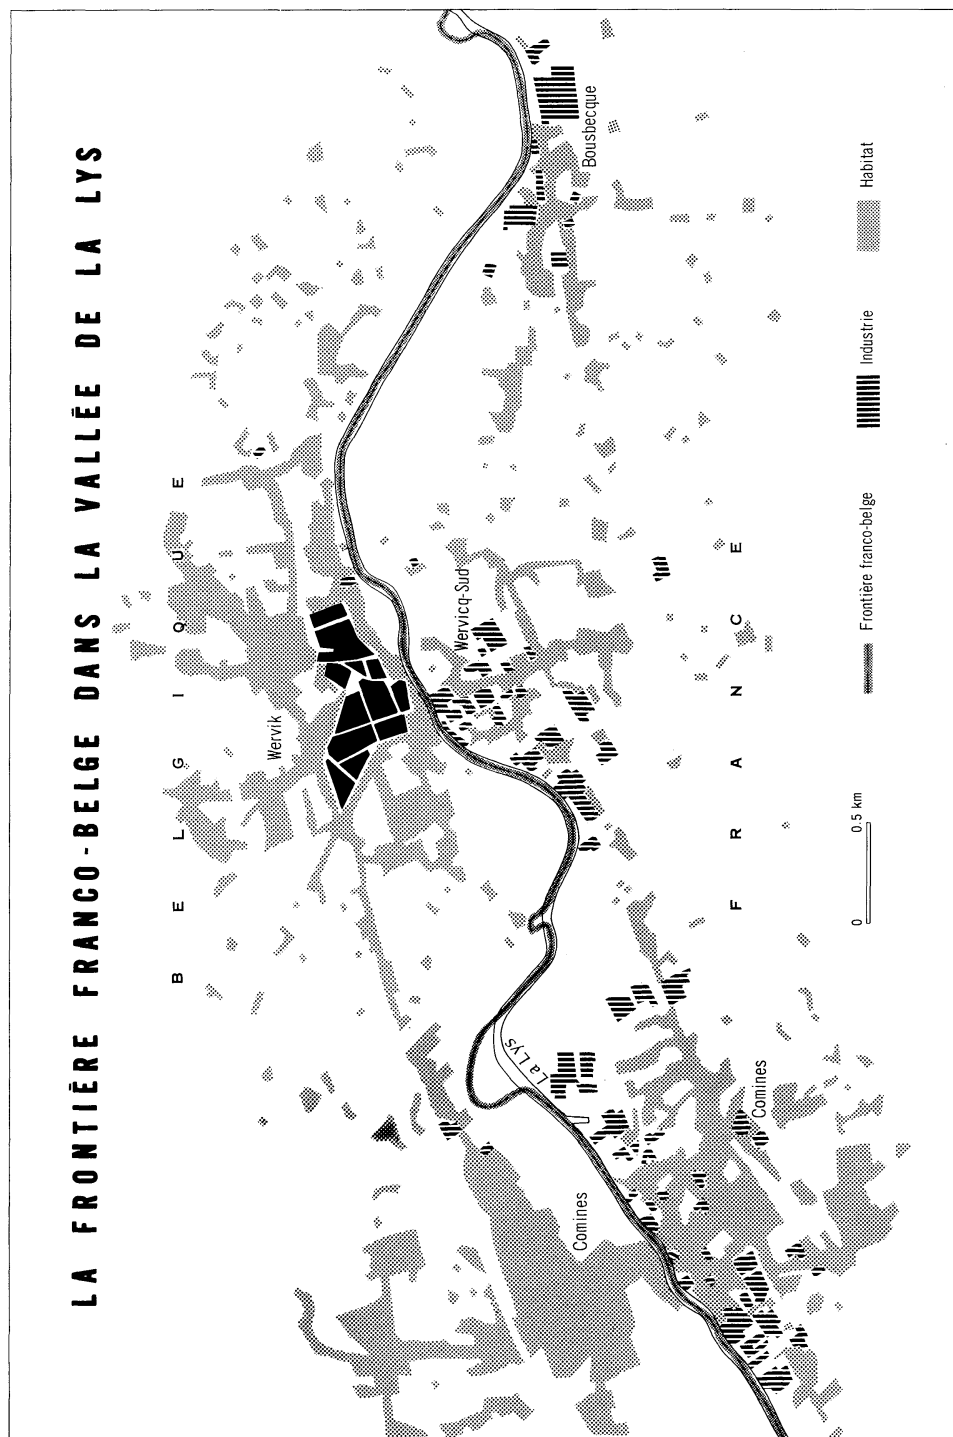 LA FRONTIÈRE FRANCO-BELGE DANS LA VALLÉE DE LA LYS
BELGIQUE
Wervik
Comines
La Lys
Wervicq-Sud
Bousbecque
Comines
FRANCE
0 0.5 km
Frontière franco-belge
Industrie
Habitat